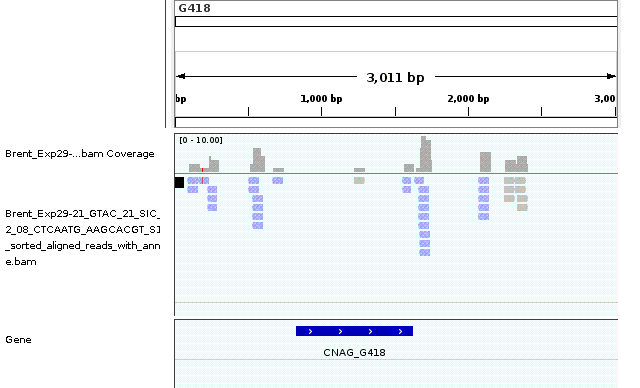 G418
3,011 bp
bp
1,000 bp
2,000 bp
3,00
[0 - 10.00]
Brent_Exp29-...bam Coverage
Brent_Exp29-21_GTAC_21_SIC_
2_08_CTCAATG_AAGCACGT_S1
_sorted_aligned_reads_with_ann
e.bam
Gene
CNAG_G418